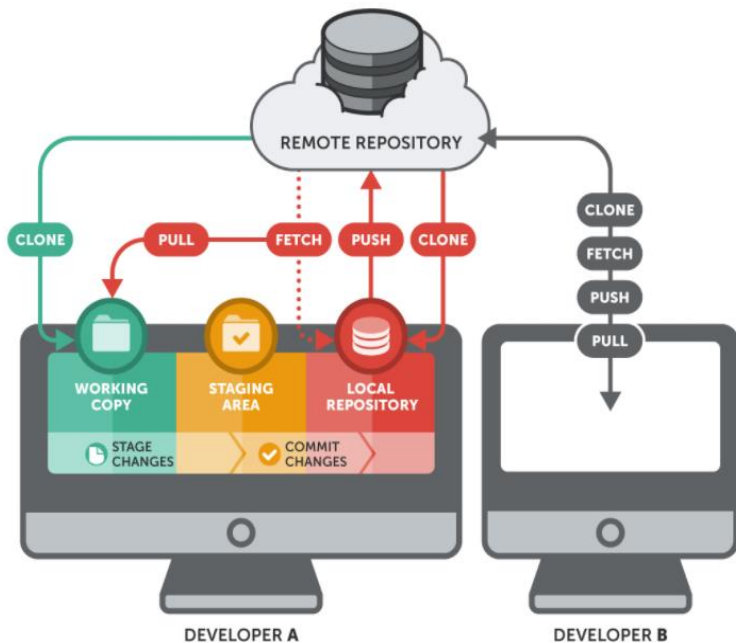 REMOTE REPOSITORY
CLONE
PULL
FETCH
PUSH
CLONE
CLONE
FETCH
PUSH
PULL
WORKING
COPY
STAGING
AREA
LOCAL
REPOSITORY
STAGE
CHANGES
COMMIT
CHANGES
DEVELOPER A
DEVELOPER B